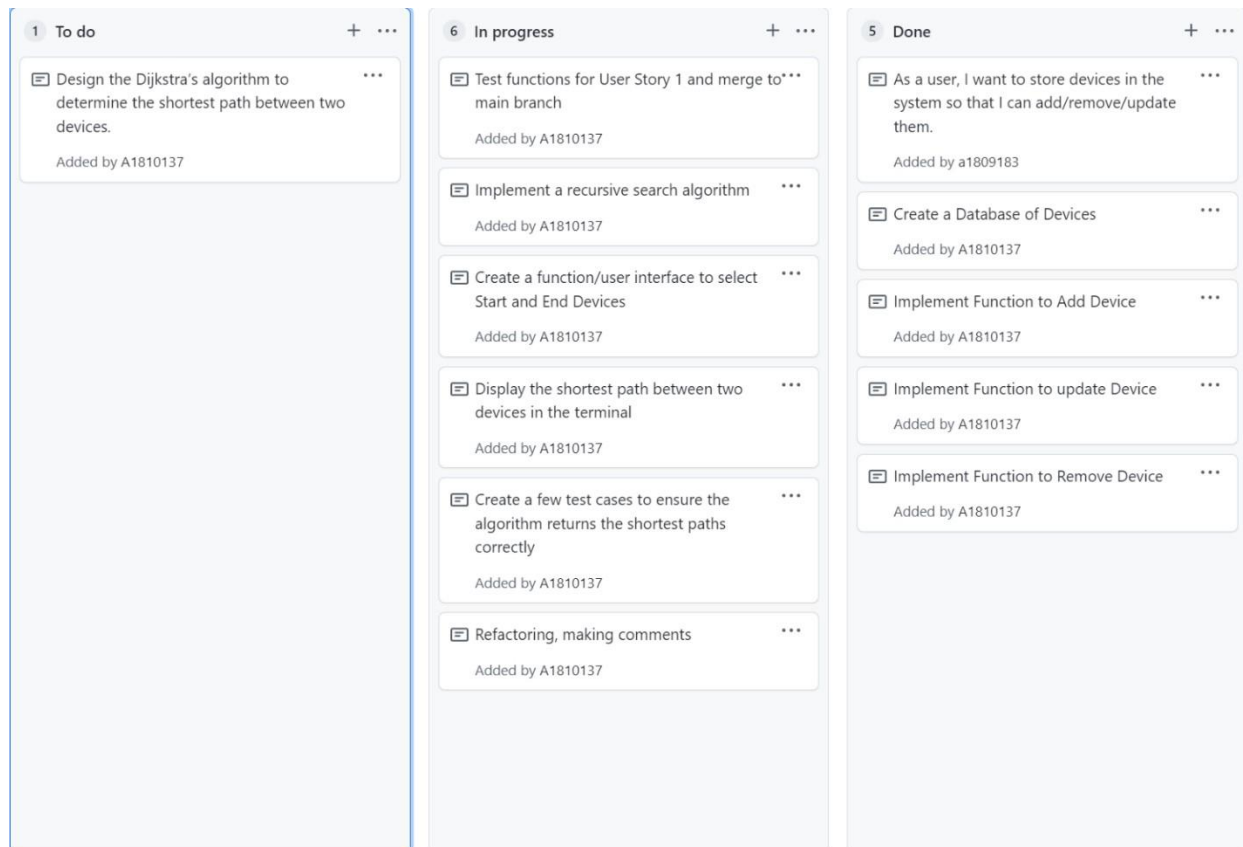 1 To do
Design the Dijkstra's algorithm to
determine the shortest path between two
devices.
Added by A1810137
6 In progress
Test functions for User Story 1 and merge to
main branch
Added by A1810137
Implement a recursive search algorithm
Added by A1810137
Create a function/user interface to select
Start and End Devices
Added by A1810137
Display the shortest path between two
devices in the terminal
Added by A1810137
Create a few test cases to ensure the
algorithm returns the shortest paths
correctly
Added by A1810137
Refactoring, making comments
Added by A1810137
5 Done
As a user, I want to store devices in the
system so that I can add/remove/update
them.
Added by a1809183
Create a Database of Devices
Added by A1810137
Implement Function to Add Device
Added by A1810137
Implement Function to update Device
Added by A1810137
Implement Function to Remove Device
Added by A1810137